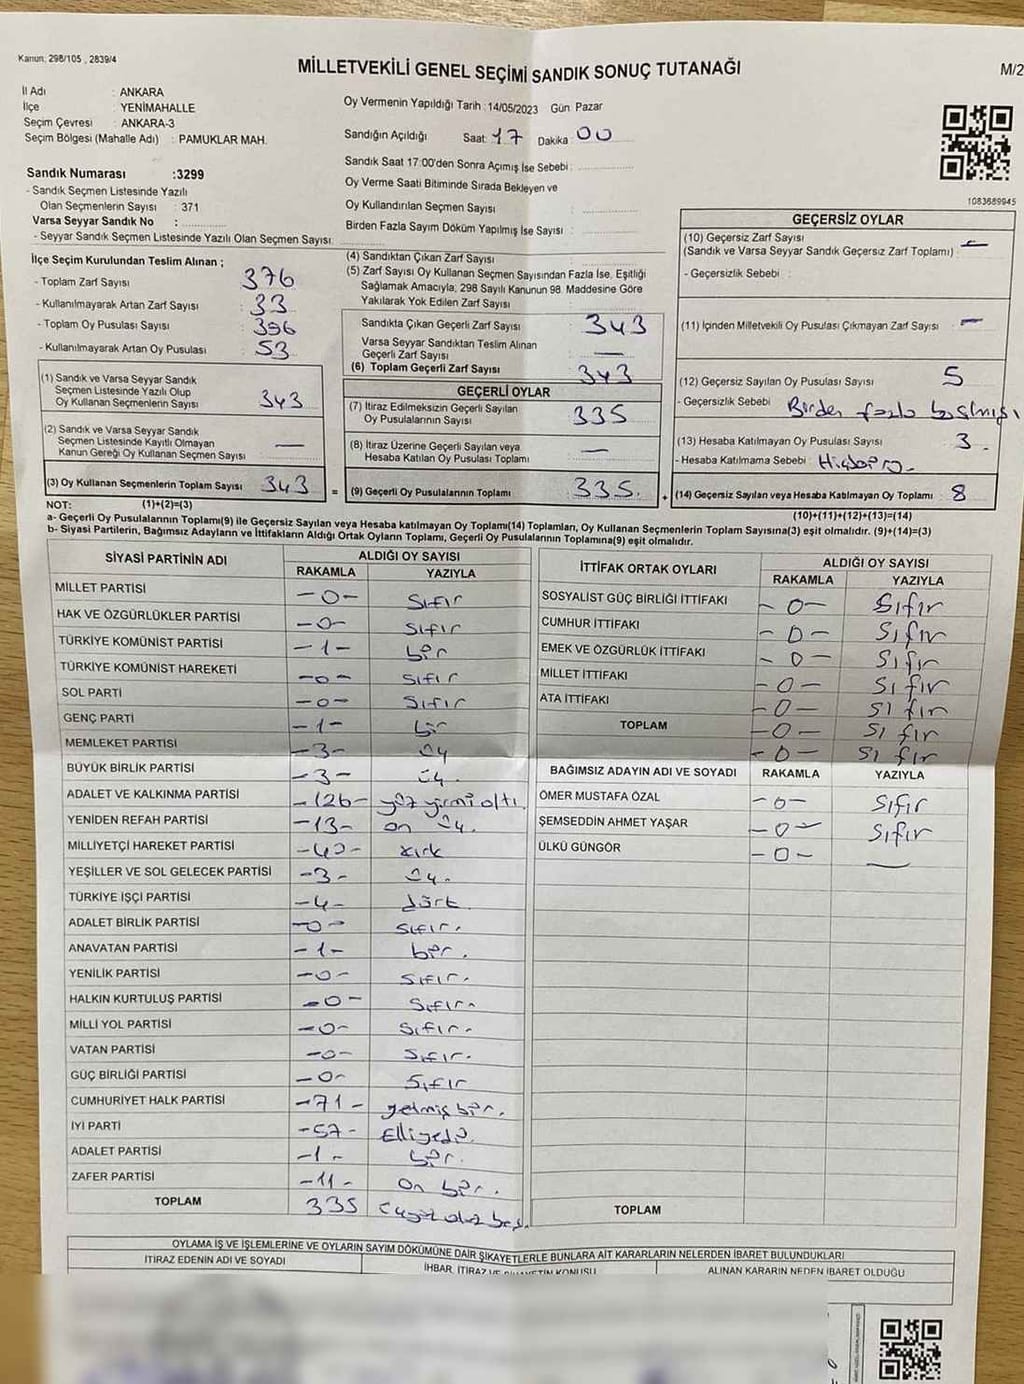 Kanun; 298/105 , 2839/4
MİLLETVEKİLİ GENEL SEÇİMİ SANDIK SONUÇ TUTANAĞI
M/2
İl Adı : ANKARA
İlçe : YENİMAHALLE
Seçim Çevresi : ANKARA-3
Seçim Bölgesi (Mahalle Adı) : PAMUKLAR MAH.
Oy Vermenin Yapıldığı Tarih : 14/05/2023 Gün Pazar
Sandığın Açıldığı Saat: 17 Dakika : 00
Sandık Saat 17:00'den Sonra Açımış İse Sebebi :
Oy Verme Saati Bitiminde Sırada Bekleyen ve
Oy Kullandırılan Seçmen Sayısı :
Birden Fazla Sayım Döküm Yapılmış İse Sayısı :
1083689945
Sandık Numarası :3299
- Sandık Seçmen Listesinde Yazılı
Olan Seçmenlerin Sayısı : 371
Varsa Seyyar Sandık No :
- Seyyar Sandık Seçmen Listesinde Yazılı Olan Seçmen Sayısı:
İlçe Seçim Kurulundan Teslim Alınan ;
- Toplam Zarf Sayısı : 376
- Kullanılmayarak Artan Zarf Sayısı : 33
- Toplam Oy Pusulası Sayısı : 396
- Kullanılmayarak Artan Oy Pusulası : 53
(1) Sandık ve Varsa Seyyar Sandık
Seçmen Listesinde Yazılı Olup
Oy Kullanan Seçmenlerin Sayısı : 343
(2) Sandık ve Varsa Seyyar Sandık
Seçmen Listesinde Kayıtlı Olmayan
Kanun Gereği Oy Kullanan Seçmen Sayısı : —
(3) Oy Kullanan Seçmenlerin Toplam Sayısı : 343
(4) Sandıktan Çıkan Zarf Sayısı :
(5) Zarf Sayısı Oy Kullanan Seçmen Sayısından Fazla İse, Eşitliği
Sağlamak Amacıyla, 298 Sayılı Kanunun 98. Maddesine Göre
Yakılarak Yok Edilen Zarf Sayısı :
Sandıkta Çıkan Geçerli Zarf Sayısı : 343
Varsa Seyyar Sandıktan Teslim Alınan
Geçerli Zarf Sayısı : —
(6) Toplam Geçerli Zarf Sayısı : 343
GEÇERLİ OYLAR
(7) İtiraz Edilmeksizin Geçerli Sayılan
Oy Pusulalarının Sayısı : 335
(8) İtiraz Üzerine Geçerli Sayılan veya
Hesaba Katılan Oy Pusulası Toplamı : —
= (9) Geçerli Oy Pusulalarının Toplamı : 335.
GEÇERSİZ OYLAR
(10) Geçersiz Zarf Sayısı
(Sandık ve Varsa Seyyar Sandık Geçersiz Zarf Toplamı) : —
- Geçersizlik Sebebi :
(11) İçinden Milletvekili Oy Pusulası Çıkmayan Zarf Sayısı : —
(12) Geçersiz Sayılan Oy Pusulası Sayısı : 5
- Geçersizlik Sebebi : Birden fazla basılmış
(13) Hesaba Katılmayan Oy Pusulası Sayısı : 3.
- Hesaba Katılmama Sebebi :
+ (14) Geçersiz Sayılan veya Hesaba Katılmayan Oy Toplamı : 8
NOT: (1)+(2)=(3)
(10)+(11)+(12)+(13)=(14)
a- Geçerli Oy Pusulalarının Toplamı(9) ile Geçersiz Sayılan veya Hesaba katılmayan Oy Toplamı(14) Toplamları, Oy Kullanan Seçmenlerin Toplam Sayısına(3) eşit olmalıdır. (9)+(14)=(3)
b- Siyasi Partilerin, Bağımsız Adayların ve İttifakların Aldığı Ortak Oyların Toplamı, Geçerli Oy Pusulalarının Toplamına(9) eşit olmalıdır.
SİYASİ PARTİNİN ADI ALDIĞI OY SAYISI
RAKAMLA YAZIYLA
MİLLET PARTİSİ -0- Sıfır
HAK VE ÖZGÜRLÜKLER PARTİSİ -0- Sıfır
TÜRKİYE KOMÜNİST PARTİSİ -1- bir
TÜRKİYE KOMÜNİST HAREKETİ -0- Sıfır
SOL PARTİ -0- Sıfır
GENÇ PARTİ -1- bir
MEMLEKET PARTİSİ -3- üç
BÜYÜK BİRLİK PARTİSİ -3- üç.
ADALET VE KALKINMA PARTİSİ -126- yüz yirmi altı.
YENİDEN REFAH PARTİSİ -13- on üç.
MİLLİYETÇİ HAREKET PARTİSİ -40- kırk
YEŞİLLER VE SOL GELECEK PARTİSİ -3- üç.
TÜRKİYE İŞÇİ PARTİSİ -4- dört.
ADALET BİRLİK PARTİSİ -0- Sıfır.
ANAVATAN PARTİSİ -1- bir.
YENİLİK PARTİSİ -0- Sıfır.
HALKIN KURTULUŞ PARTİSİ -0- Sıfır.
MİLLİ YOL PARTİSİ -0- Sıfır.
VATAN PARTİSİ -0- Sıfır.
GÜÇ BİRLİĞİ PARTİSİ -0- Sıfır
CUMHURİYET HALK PARTİSİ -71- yetmiş bir.
İYİ PARTİ -57- Elli yedi.
ADALET PARTİSİ -1- bir.
ZAFER PARTİSİ -11- on bir.
TOPLAM 335 üçyüz otuz beş.
İTTİFAK ORTAK OYLARI ALDIĞI OY SAYISI
RAKAMLA YAZIYLA
SOSYALİST GÜÇ BİRLİĞİ İTTİFAKI -0- Sıfır
CUMHUR İTTİFAKI -0- Sıfır
EMEK VE ÖZGÜRLÜK İTTİFAKI -0- Sıfır
MİLLET İTTİFAKI -0- Sıfır
ATA İTTİFAKI -0- Sıfır
TOPLAM -0- Sıfır
-0- Sıfır
BAĞIMSIZ ADAYIN ADI VE SOYADI RAKAMLA YAZIYLA
ÖMER MUSTAFA ÖZAL -0- Sıfır
ŞEMSEDDİN AHMET YAŞAR -0- Sıfır
ÜLKÜ GÜNGÖR -0- —
TOPLAM
OYLAMA İŞ VE İŞLEMLERİNE VE OYLARIN SAYIM DÖKÜMÜNE DAİR ŞİKAYETLERLE BUNLARA AİT KARARLARIN NELERDEN İBARET BULUNDUKLARI
İTİRAZ EDENİN ADI VE SOYADI İHBAR, İTİRAZ VE ŞİKAYETİN KONUSU ALINAN KARARIN NEDEN İBARET OLDUĞU